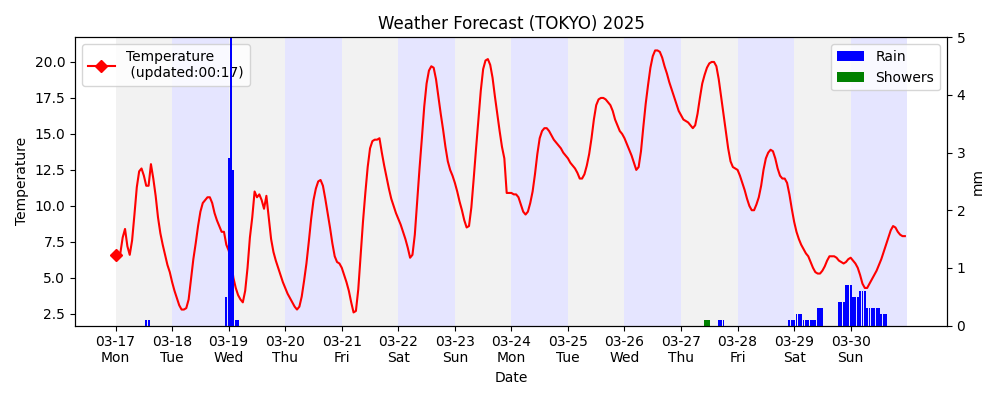 Weather Forecast (TOKYO) 2025
Temperature
(updated:00:17)
Rain
Showers
Temperature
20.0
17.5
15.0
12.5
10.0
7.5
5.0
2.5
5
4
3
2
1
0
mm
03-17 03-18 03-19 03-20 03-21 03-22 03-23 03-24 03-25 03-26 03-27 03-28 03-29 03-30
Mon Tue Wed Thu Fri Sat Sun Mon Tue Wed Thu Fri Sat Sun
Date